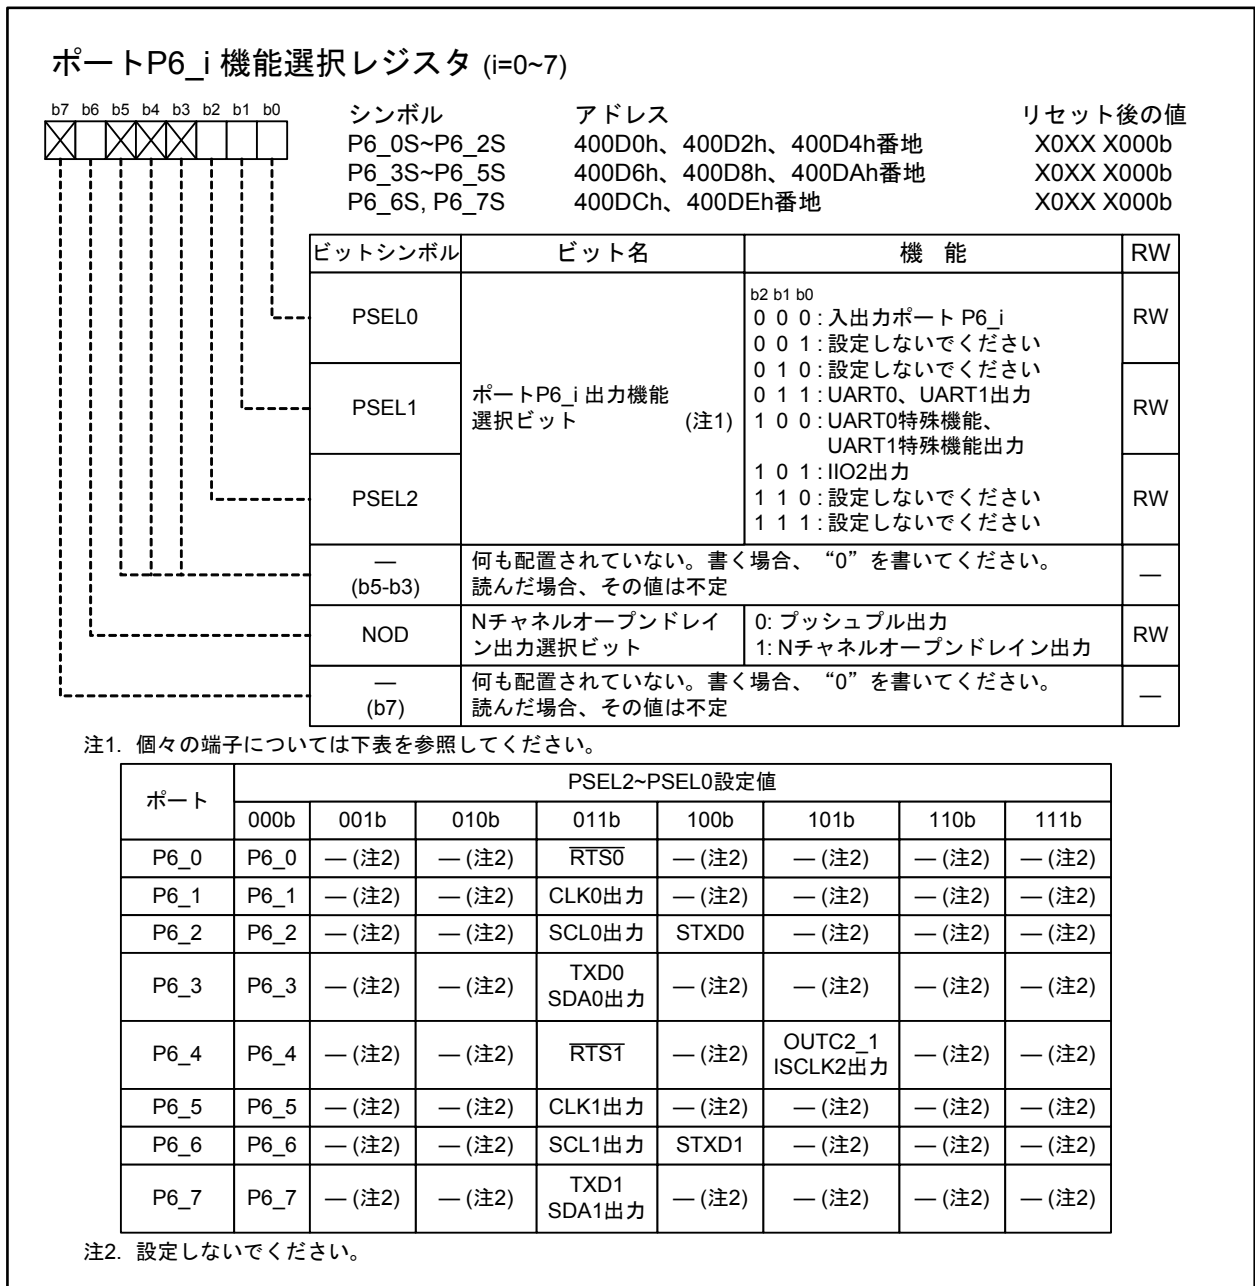 ポートP6_i 機能選択レジスタ (i=0~7)
b7 b6 b5 b4 b3 b2 b1 b0
シンボル アドレス リセット後の値
P6_0S~P6_2S 400D0h、400D2h、400D4h番地 X0XX X000b
P6_3S~P6_5S 400D6h、400D8h、400DAh番地 X0XX X000b
P6_6S, P6_7S 400DCh、400DEh番地 X0XX X000b
ビットシンボル ビット名 機 能 RW
PSEL0 RW
PSEL1 RW
PSEL2 RW
ポートP6_i 出力機能
選択ビット (注1)
b2 b1 b0
0 0 0 : 入出力ポート P6_i
0 0 1 : 設定しないでください
0 1 0 : 設定しないでください
0 1 1 : UART0、UART1出力
1 0 0 : UART0特殊機能、
UART1特殊機能出力
1 0 1 : IIO2出力
1 1 0 : 設定しないでください
1 1 1 : 設定しないでください
—
(b5-b3)
何も配置されていない。書く場合、“0”を書いてください。
読んだ場合、その値は不定
—
NOD
Nチャネルオープンドレイ
ン出力選択ビット
0: プッシュプル出力
1: Nチャネルオープンドレイン出力
RW
—
(b7)
何も配置されていない。書く場合、“0”を書いてください。
読んだ場合、その値は不定
—
注1. 個々の端子については下表を参照してください。
ポート PSEL2~PSEL0設定値
000b 001b 010b 011b 100b 101b 110b 111b
P6_0 P6_0 — (注2) — (注2) RTS0 — (注2) — (注2) — (注2) — (注2)
P6_1 P6_1 — (注2) — (注2) CLK0出力 — (注2) — (注2) — (注2) — (注2)
P6_2 P6_2 — (注2) — (注2) SCL0出力 STXD0 — (注2) — (注2) — (注2)
P6_3 P6_3 — (注2) — (注2) TXD0 SDA0出力 — (注2) — (注2) — (注2) — (注2)
P6_4 P6_4 — (注2) — (注2) RTS1 — (注2) OUTC2_1 ISCLK2出力 — (注2) — (注2)
P6_5 P6_5 — (注2) — (注2) CLK1出力 — (注2) — (注2) — (注2) — (注2)
P6_6 P6_6 — (注2) — (注2) SCL1出力 STXD1 — (注2) — (注2) — (注2)
P6_7 P6_7 — (注2) — (注2) TXD1 SDA1出力 — (注2) — (注2) — (注2) — (注2)
注2. 設定しないでください。